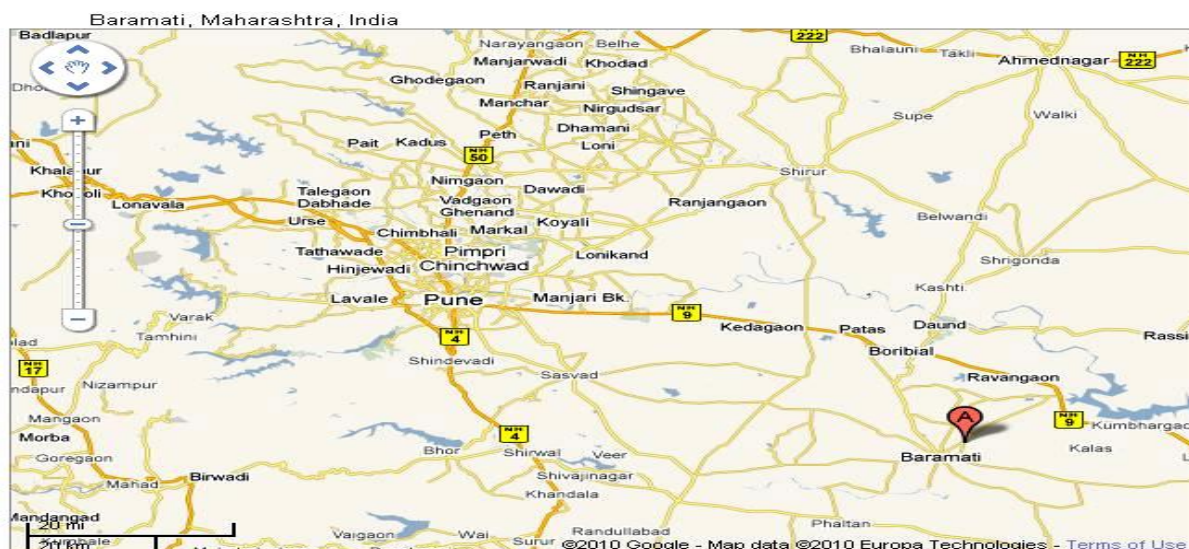 Baramati, Maharashtra, India
Badlapur
Narayangaon Belhe
NH 222
Bhalauni Takli
Manjarwadi Khodad
Ahmednagar
NH 222
Ghodegaon
Ranjani Shingave
Manchar Nirgudsar
Supe Walki
Peth Dhamani
Pait Kadus Loni
NH 50
Khalapur
Nimgaon
Shirur
Talegaon Dabhade
Dawadi
Lonavala
Vadgaon Ghenand
Ranjangaon
Urse
Koyali
Belwandi
Chimbhali Markal
Tathawade Pimpri Chinchwad
Lonikand
Hinjewadi
Shrigonda
Kashti
Lavale Pune Manjari Bk.
NH 9
Varak
Kedagaon Patas Daund
Tamhini
NH 4
Boribial
Shindevadi
NH 17
Sasvad
Ravangaon
Nizampur
Mangaon
A
NH 9
Morba
NH 4
Bhor Shirwal Veer
Baramati
Kalas
Goregaon
Birwadi
Mahad
Shivajinagar
Khandala
Mandangad
20 mi
Phaltan
Vaigaon Wai Randullabad
20 km
Surur
©2010 Google - Map data ©2010 Europa Technologies - Terms of Use